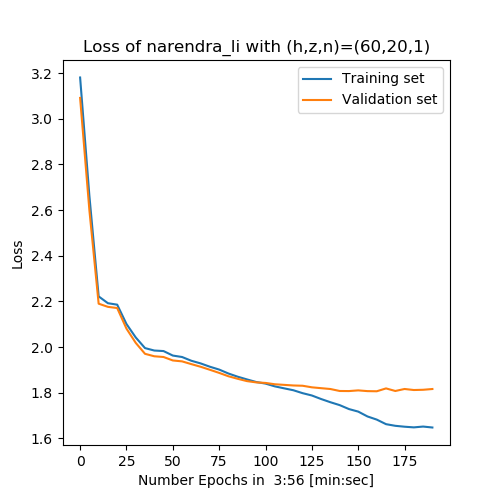 Loss of narendra_li with (h,z,n)=(60,20,1)
Training set
Validation set
3.2
3.0
2.8
2.6
2.4
2.2
2.0
1.8
1.6
Loss
0 25 50 75 100 125 150 175
Number Epochs in  3:56 [min:sec]